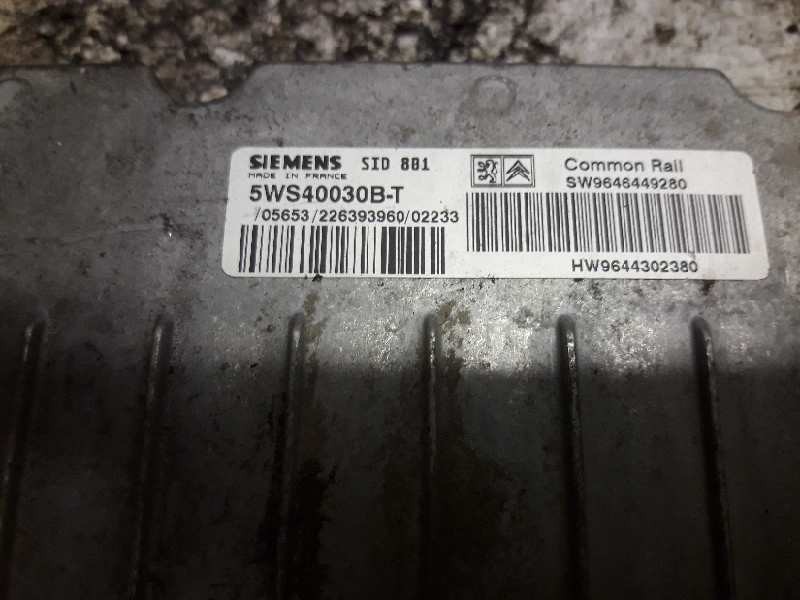 SIEMENS SID 801
MADE IN FRANCE
5WS40030B-T
/05653/226393960/02233
Common Rail
SW9646449280
HW9644302380